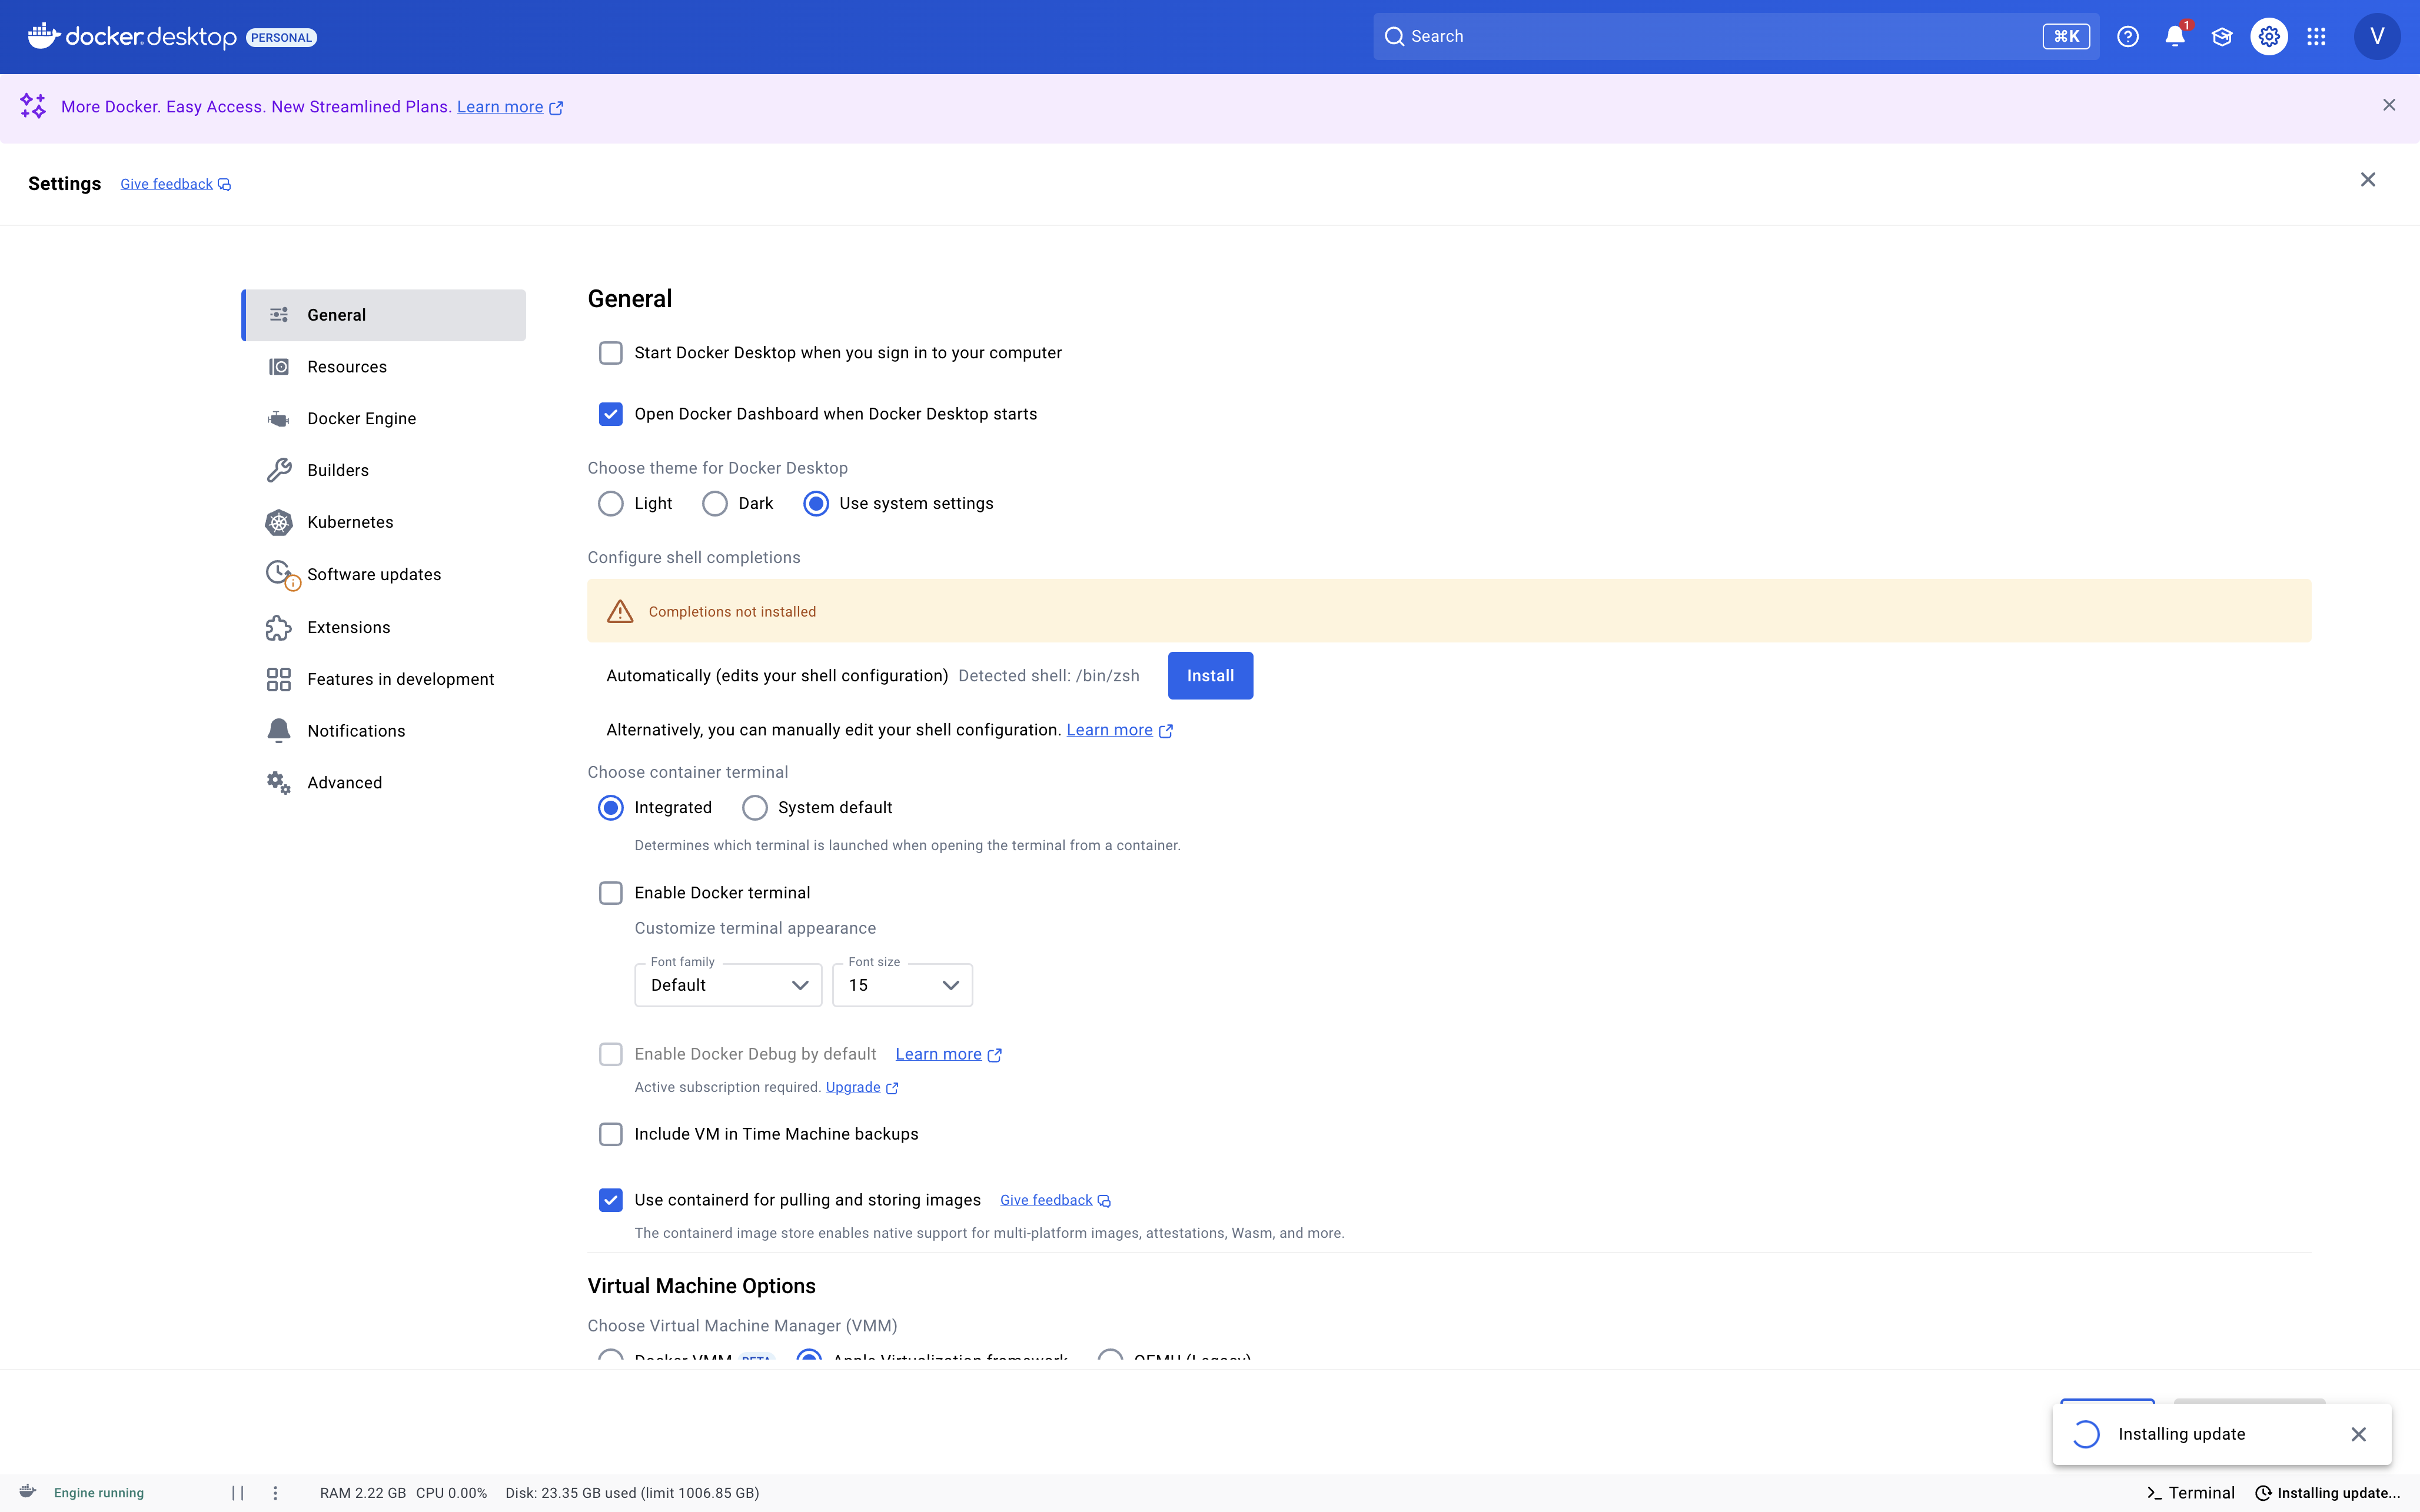 docker.desktop PERSONAL
Search
⌘K
1
V
More Docker. Easy Access. New Streamlined Plans. Learn more
Settings Give feedback
General
Resources
Docker Engine
Builders
Kubernetes
Software updates
Extensions
Features in development
Notifications
Advanced
General
Start Docker Desktop when you sign in to your computer
Open Docker Dashboard when Docker Desktop starts
Choose theme for Docker Desktop
Light Dark Use system settings
Configure shell completions
Completions not installed
Automatically (edits your shell configuration) Detected shell: /bin/zsh Install
Alternatively, you can manually edit your shell configuration. Learn more
Choose container terminal
Integrated System default
Determines which terminal is launched when opening the terminal from a container.
Enable Docker terminal
Customize terminal appearance
Font family Font size
Default 15
Enable Docker Debug by default Learn more
Active subscription required. Upgrade
Include VM in Time Machine backups
Use containerd for pulling and storing images Give feedback
The containerd image store enables native support for multi-platform images, attestations, Wasm, and more.
Virtual Machine Options
Choose Virtual Machine Manager (VMM)
Docker VMM BETA Apple Virtualization framework QEMU (Legacy)
Installing update
Engine running
RAM 2.22 GB CPU 0.00% Disk: 23.35 GB used (limit 1006.85 GB)
>_ Terminal Installing update...